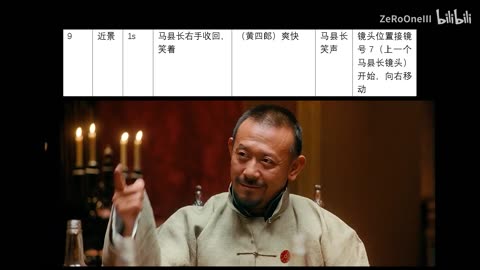 ZeRoOneIII bilibili
9 近景 1s 马县长右手收回, （黄四郎）爽快 马县长 镜头位置接镜
笑着 笑声 号 7（上一个
马县长镜头）
开始, 向右移
动